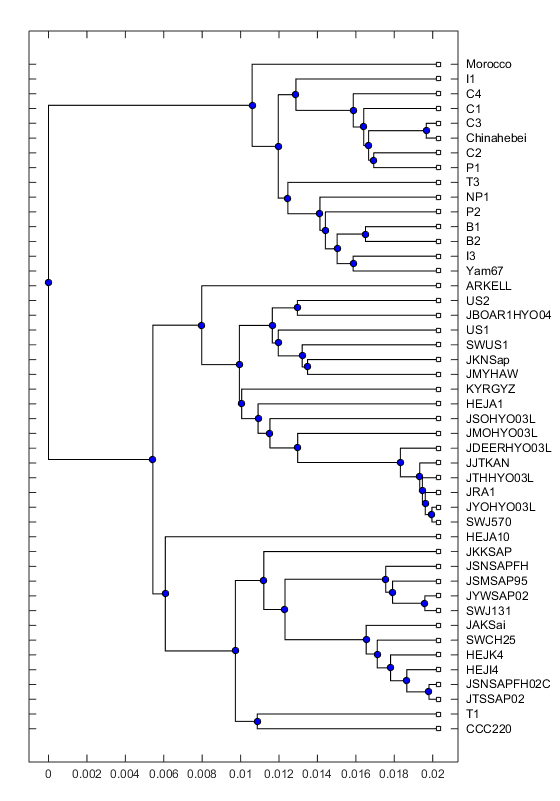 Morocco
I1
C4
C1
C3
Chinahebei
C2
P1
T3
NP1
P2
B1
B2
I3
Yam67
ARKELL
US2
JBOAR1HYO04
US1
SWUS1
JKNSap
JMYHAW
KYRGYZ
HEJA1
JSOHYO03L
JMOHYO03L
JDEERHYO03L
JJTKAN
JTHHYO03L
JRA1
JYOHYO03L
SWJ570
HEJA10
JKKSAP
JSNSAPFH
JSMSAP95
JYWSAP02
SWJ131
JAKSai
SWCH25
HEJK4
HEJI4
JSNSAPFH02C
JTSSAP02
T1
CCC220
0 0.002 0.004 0.006 0.008 0.01 0.012 0.014 0.016 0.018 0.02